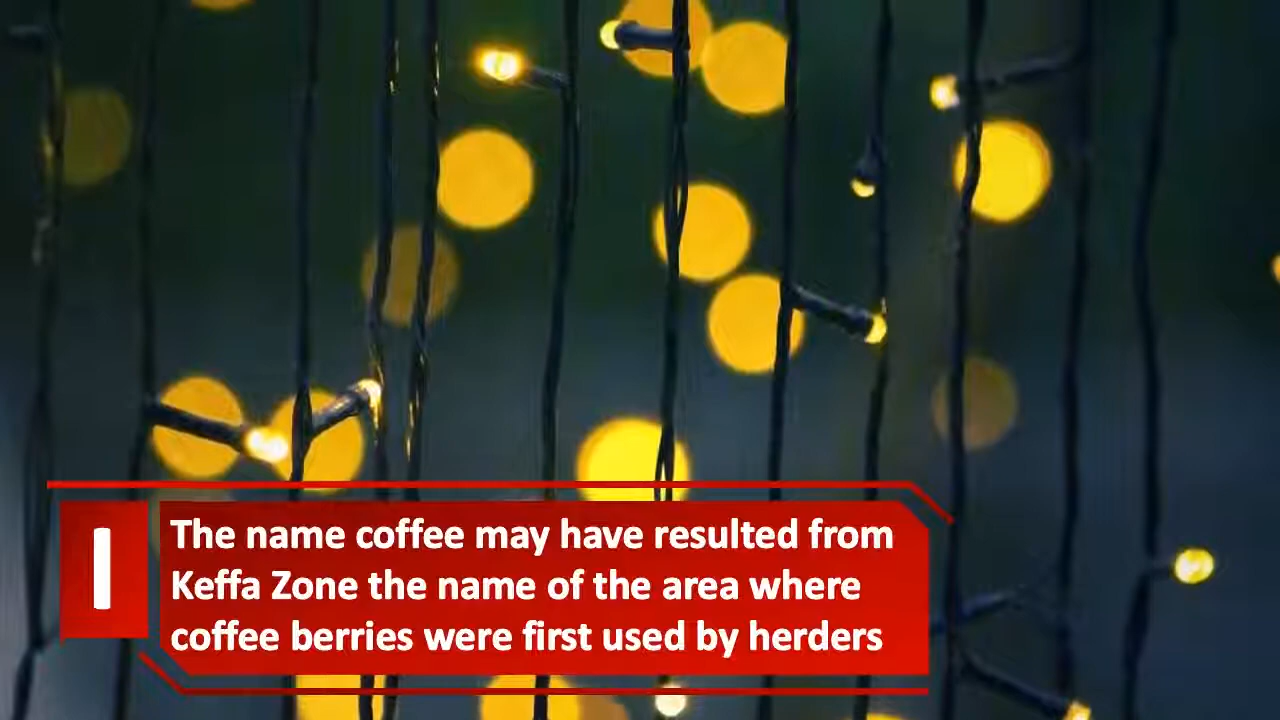 I
The name coffee may have resulted from
Keffa Zone the name of the area where
coffee berries were first used by herders